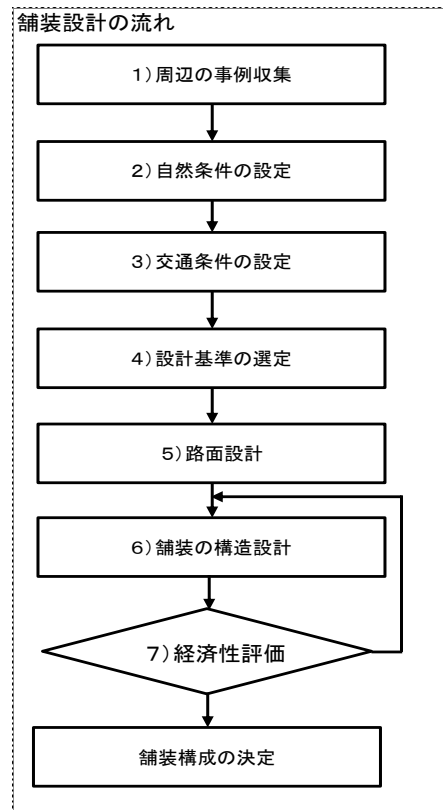 舗装設計の流れ
1）周辺の事例収集
2）自然条件の設定
3）交通条件の設定
4）設計基準の選定
5）路面設計
6）舗装の構造設計
7）経済性評価
舗装構成の決定